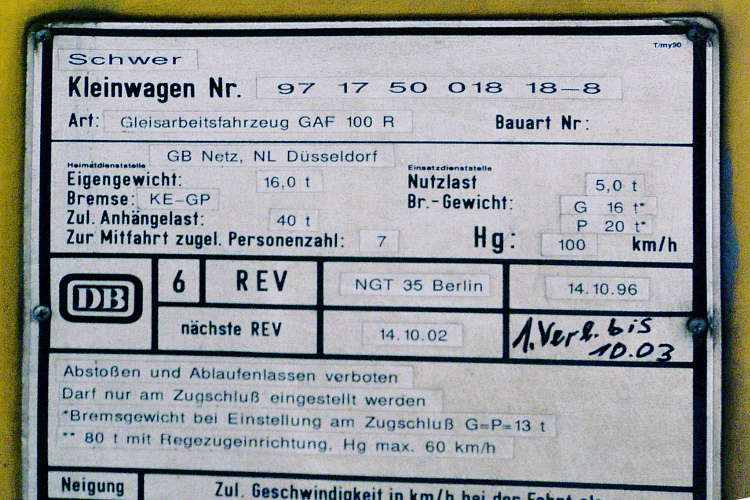 T/my90
Schwer
Kleinwagen Nr. 97 17 50 018 18-8
Art: Gleisarbeitsfahrzeug GAF 100 R Bauart Nr:
Heimatdienststelle GB Netz, NL Düsseldorf Einsatzdienststelle
Eigengewicht: 16,0 t Nutzlast 5,0 t
Bremse: KE-GP Br.-Gewicht: G 16 t*
Zul. Anhängelast: 40 t P 20 t*
Zur Mitfahrt zugel. Personenzahl: 7 Hg: 100 km/h
DB 6 REV NGT 35 Berlin 14.10.96
nächste REV 14.10.02 1. Verl. bis
10.03
Abstoßen und Ablaufenlassen verboten
Darf nur am Zugschluß eingestellt werden
*Bremsgewicht bei Einstellung am Zugschluß G=P=13 t
** 80 t mit Regezugeinrichtung, Hg max. 60 km/h
Neigung Zul. Geschwindigkeit in km/h bei der Fahrt als